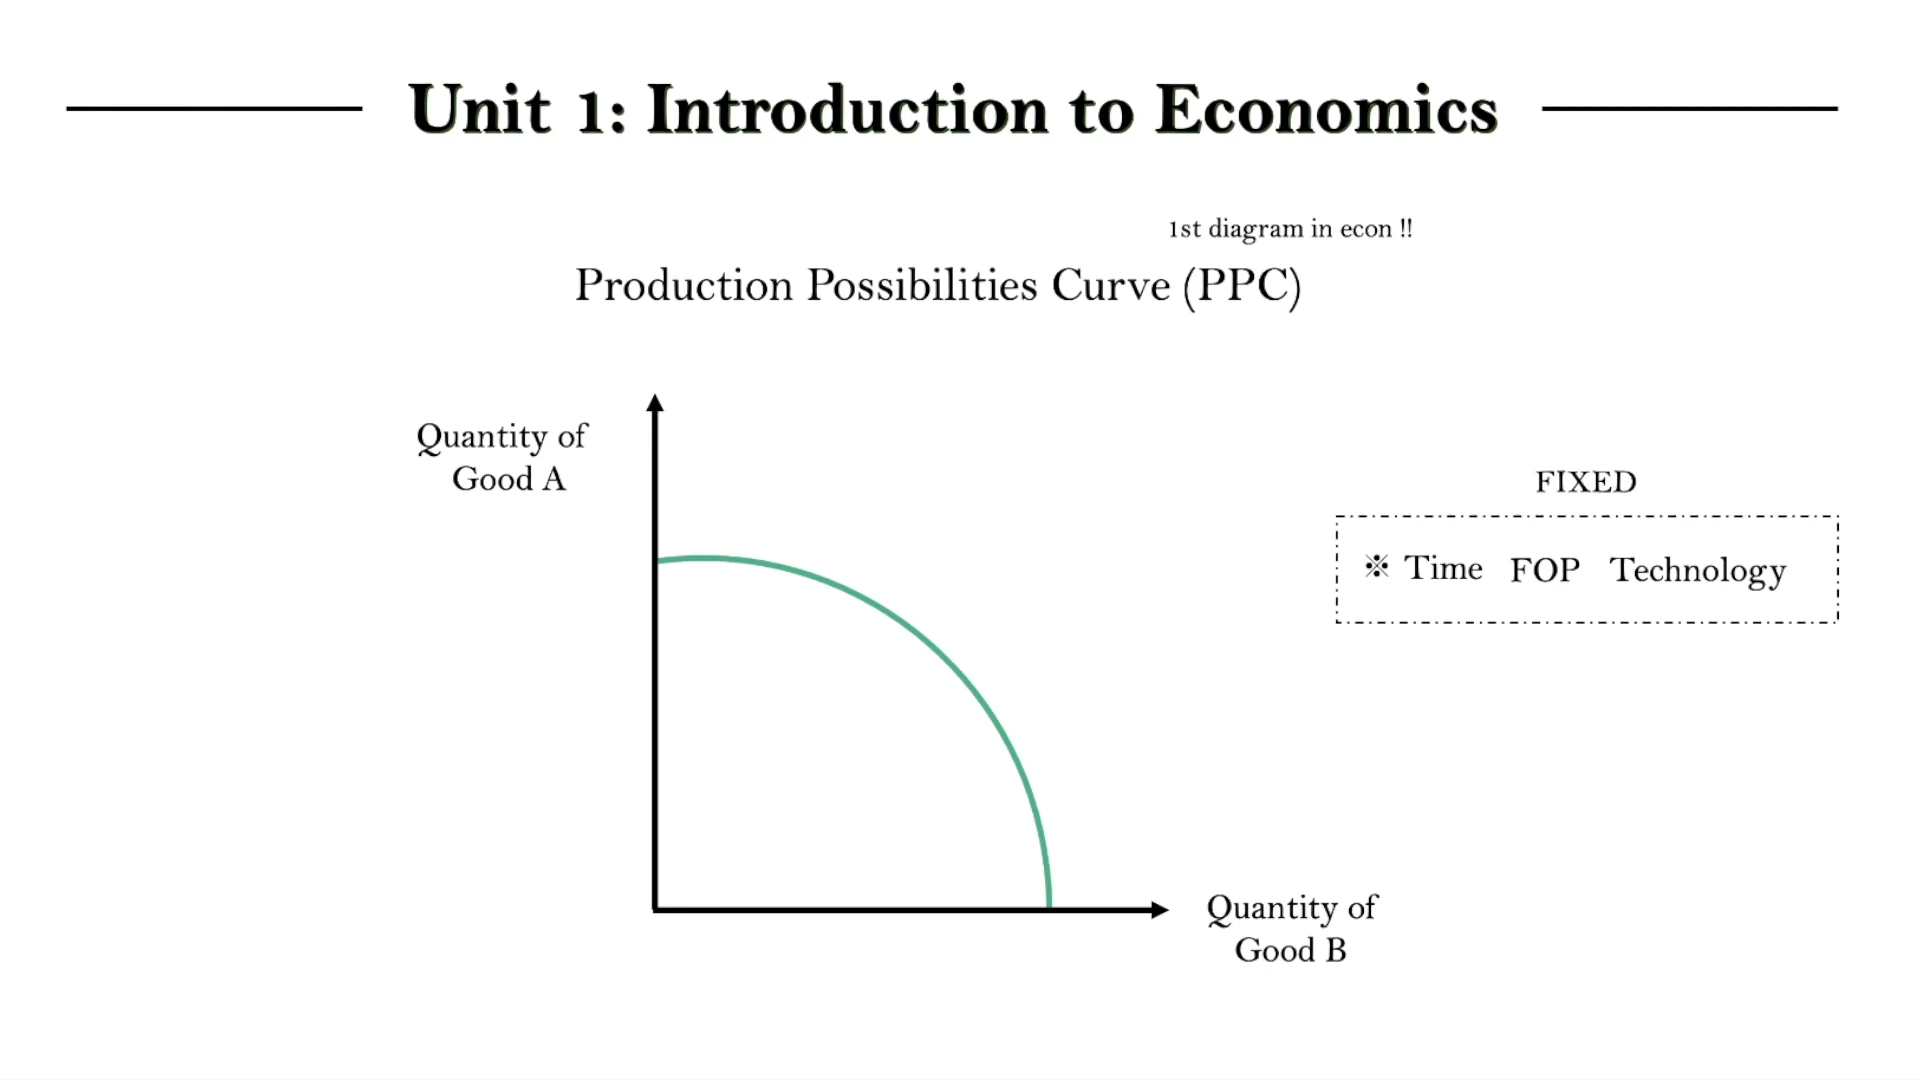 Unit 1: Introduction to Economics
1st diagram in econ !!
Production Possibilities Curve (PPC)
Quantity of
Good A
FIXED
※ Time FOP Technology
Quantity of
Good B